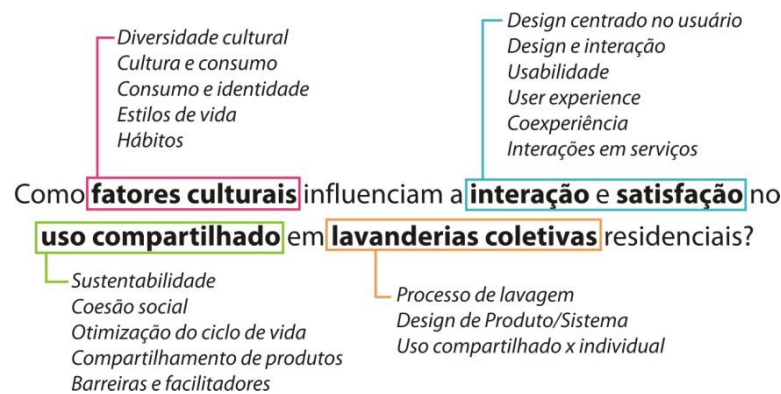 Diversidade cultural
Cultura e consumo
Consumo e identidade
Estilos de vida
Hábitos
Design centrado no usuário
Design e interação
Usabilidade
User experience
Coexperiência
Interações em serviços
Como fatores culturais influenciam a interação e satisfação no
uso compartilhado em lavanderias coletivas residenciais?
Sustentabilidade
Coesão social
Otimização do ciclo de vida
Compartilhamento de produtos
Barreiras e facilitadores
Processo de lavagem
Design de Produto/Sistema
Uso compartilhado x individual